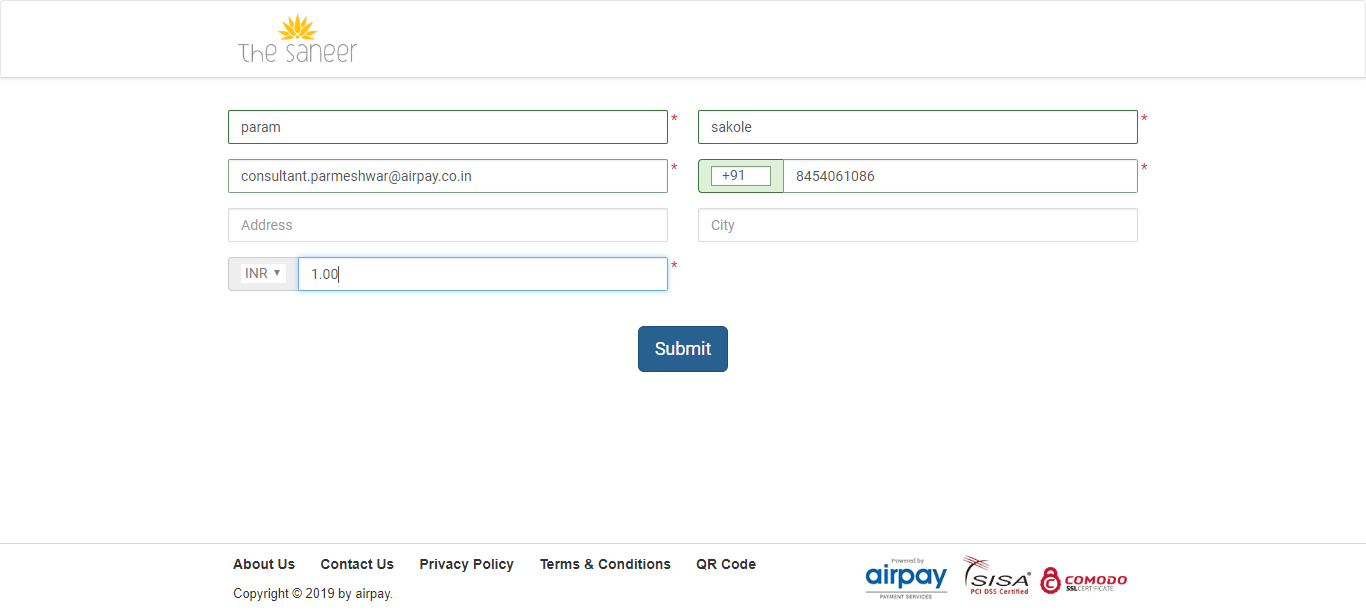 The Saneer
param *
sakole *
consultant.parmeshwar@airpay.co.in *
+91 8454061086 *
Address
City
INR ▼ 1.00 *
Submit
About Us Contact Us Privacy Policy Terms & Conditions QR Code
Copyright © 2019 by airpay.
Powered by
airpay
PAYMENT SERVICES
SISA
PCI DSS Certified
COMODO
SSL CERTIFICATE